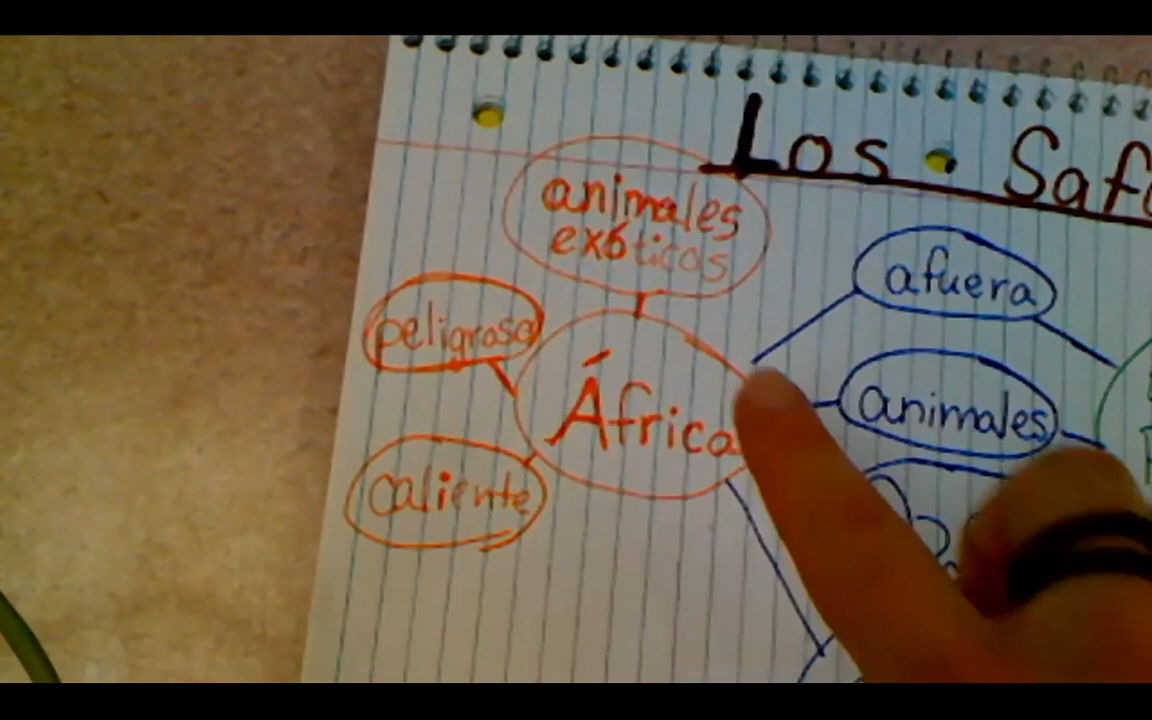 Los Saf
animales
exóticos
afuera
peligroso
animales
África
caliente